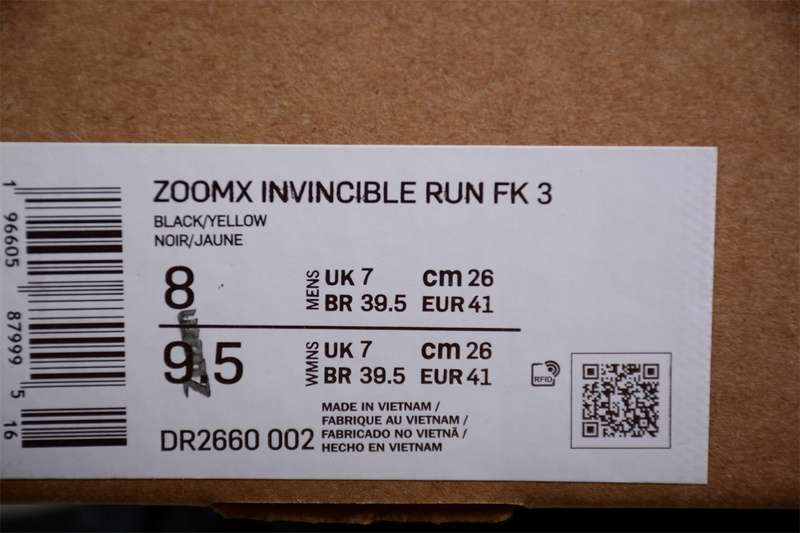 ZOOMX INVINCIBLE RUN FK 3
BLACK/YELLOW
NOIR/JAUNE
8
MENS
UK 7 cm 26
BR 39.5 EUR 41
9.5
WMNS
UK 7 cm 26
BR 39.5 EUR 41
RFID
DR2660 002
MADE IN VIETNAM /
FABRIQUE AU VIETNAM /
FABRICADO NO VIETNÃ /
HECHO EN VIETNAM
1 96605 87999 5 16